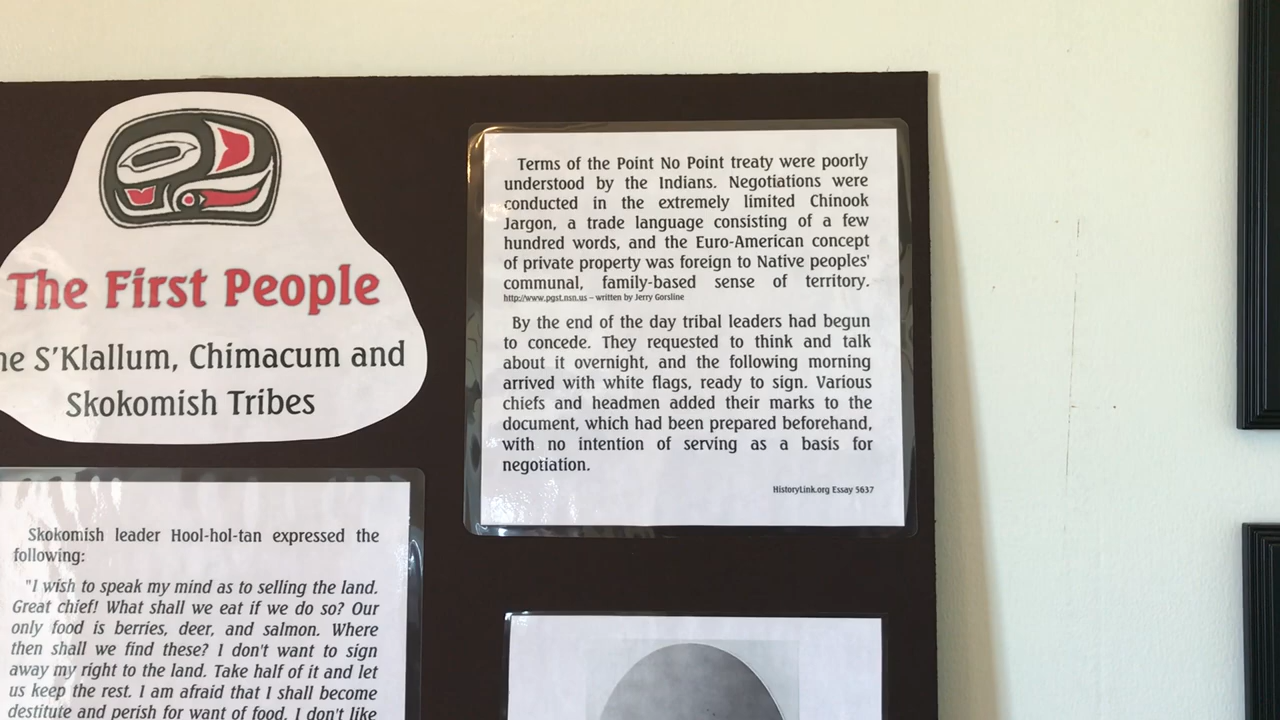 The First People
S'Klallum, Chimacum and
Skokomish Tribes
Terms of the Point No Point treaty were poorly
understood by the Indians. Negotiations were
conducted in the extremely limited Chinook
Jargon, a trade language consisting of a few
hundred words, and the Euro-American concept
of private property was foreign to Native peoples'
communal, family-based sense of territory.
http://www.pgst.nsn.us – written by Jerry Gorsline
By the end of the day tribal leaders had begun
to concede. They requested to think and talk
about it overnight, and the following morning
arrived with white flags, ready to sign. Various
chiefs and headmen added their marks to the
document, which had been prepared beforehand,
with no intention of serving as a basis for
negotiation.
HistoryLink.org Essay 5637
Skokomish leader Hool-hol-tan expressed the
following:
"I wish to speak my mind as to selling the land.
Great chief! What shall we eat if we do so? Our
only food is berries, deer, and salmon. Where
then shall we find these? I don't want to sign
away my right to the land. Take half of it and let
us keep the rest. I am afraid that I shall become
destitute and perish for want of food. I don't like